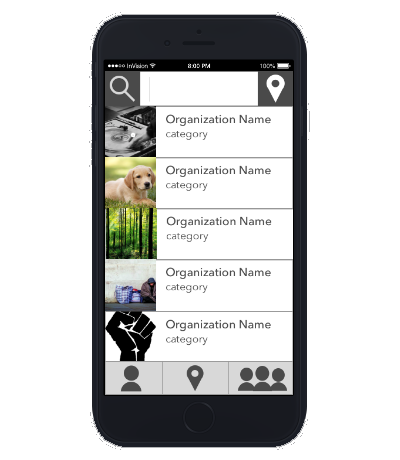 InVision
8:00 PM
100%
Organization Name
category
Organization Name
category
Organization Name
category
Organization Name
category
Organization Name
category